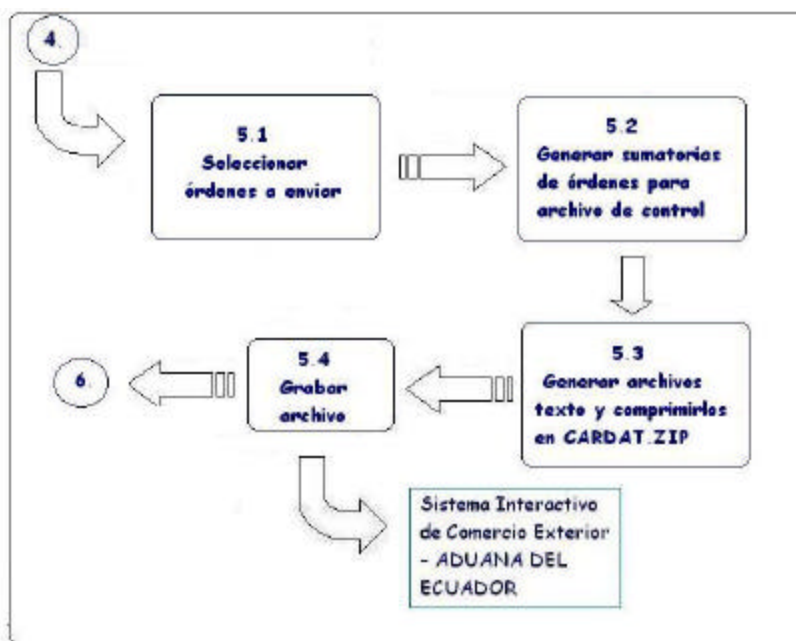 4.
5.1
Seleccionar
órdenes a enviar
5.2
Generar sumatorias
de órdenes para
archivo de control
5.3
Generar archivos
texto y comprimirlos
en CARDAT.ZIP
5.4
Grabar
archivo
6.
Sistema Interactivo
de Comercio Exterior
- ADUANA DEL
ECUADOR